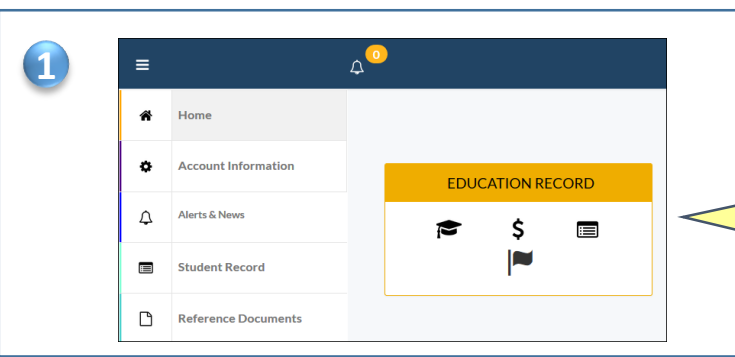 1
0
Home
Account Information
EDUCATION RECORD
Alerts & News
$
Student Record
Reference Documents